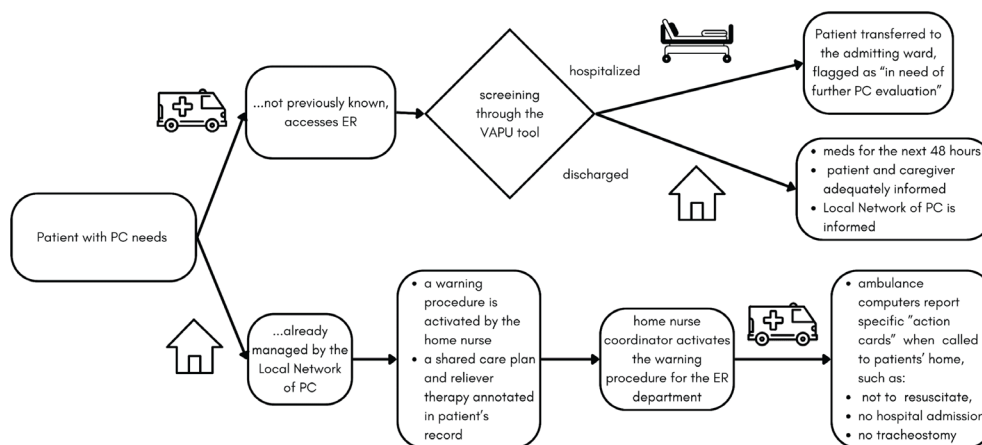 Patient with PC needs
...not previously known,
accesses ER
screeining
through the
VAPU tool
hospitalized
discharged
Patient transferred to
the admitting ward,
flagged as “in need of
further PC evaluation”
• meds for the next 48 hours
• patient and caregiver
adequately informed
• Local Network of PC is
informed
...already
managed by the
Local Network
of PC
• a warning
procedure is
activated by the
home nurse
• a shared care plan
and reliever
therapy annotated
in patient’s
record
home nurse
coordinator activates
the warning
procedure for the ER
department
• ambulance
computers report
specific “action
cards” when called
to patients’ home,
such as:
• not to resuscitate,
• no hospital admission
• no tracheostomy